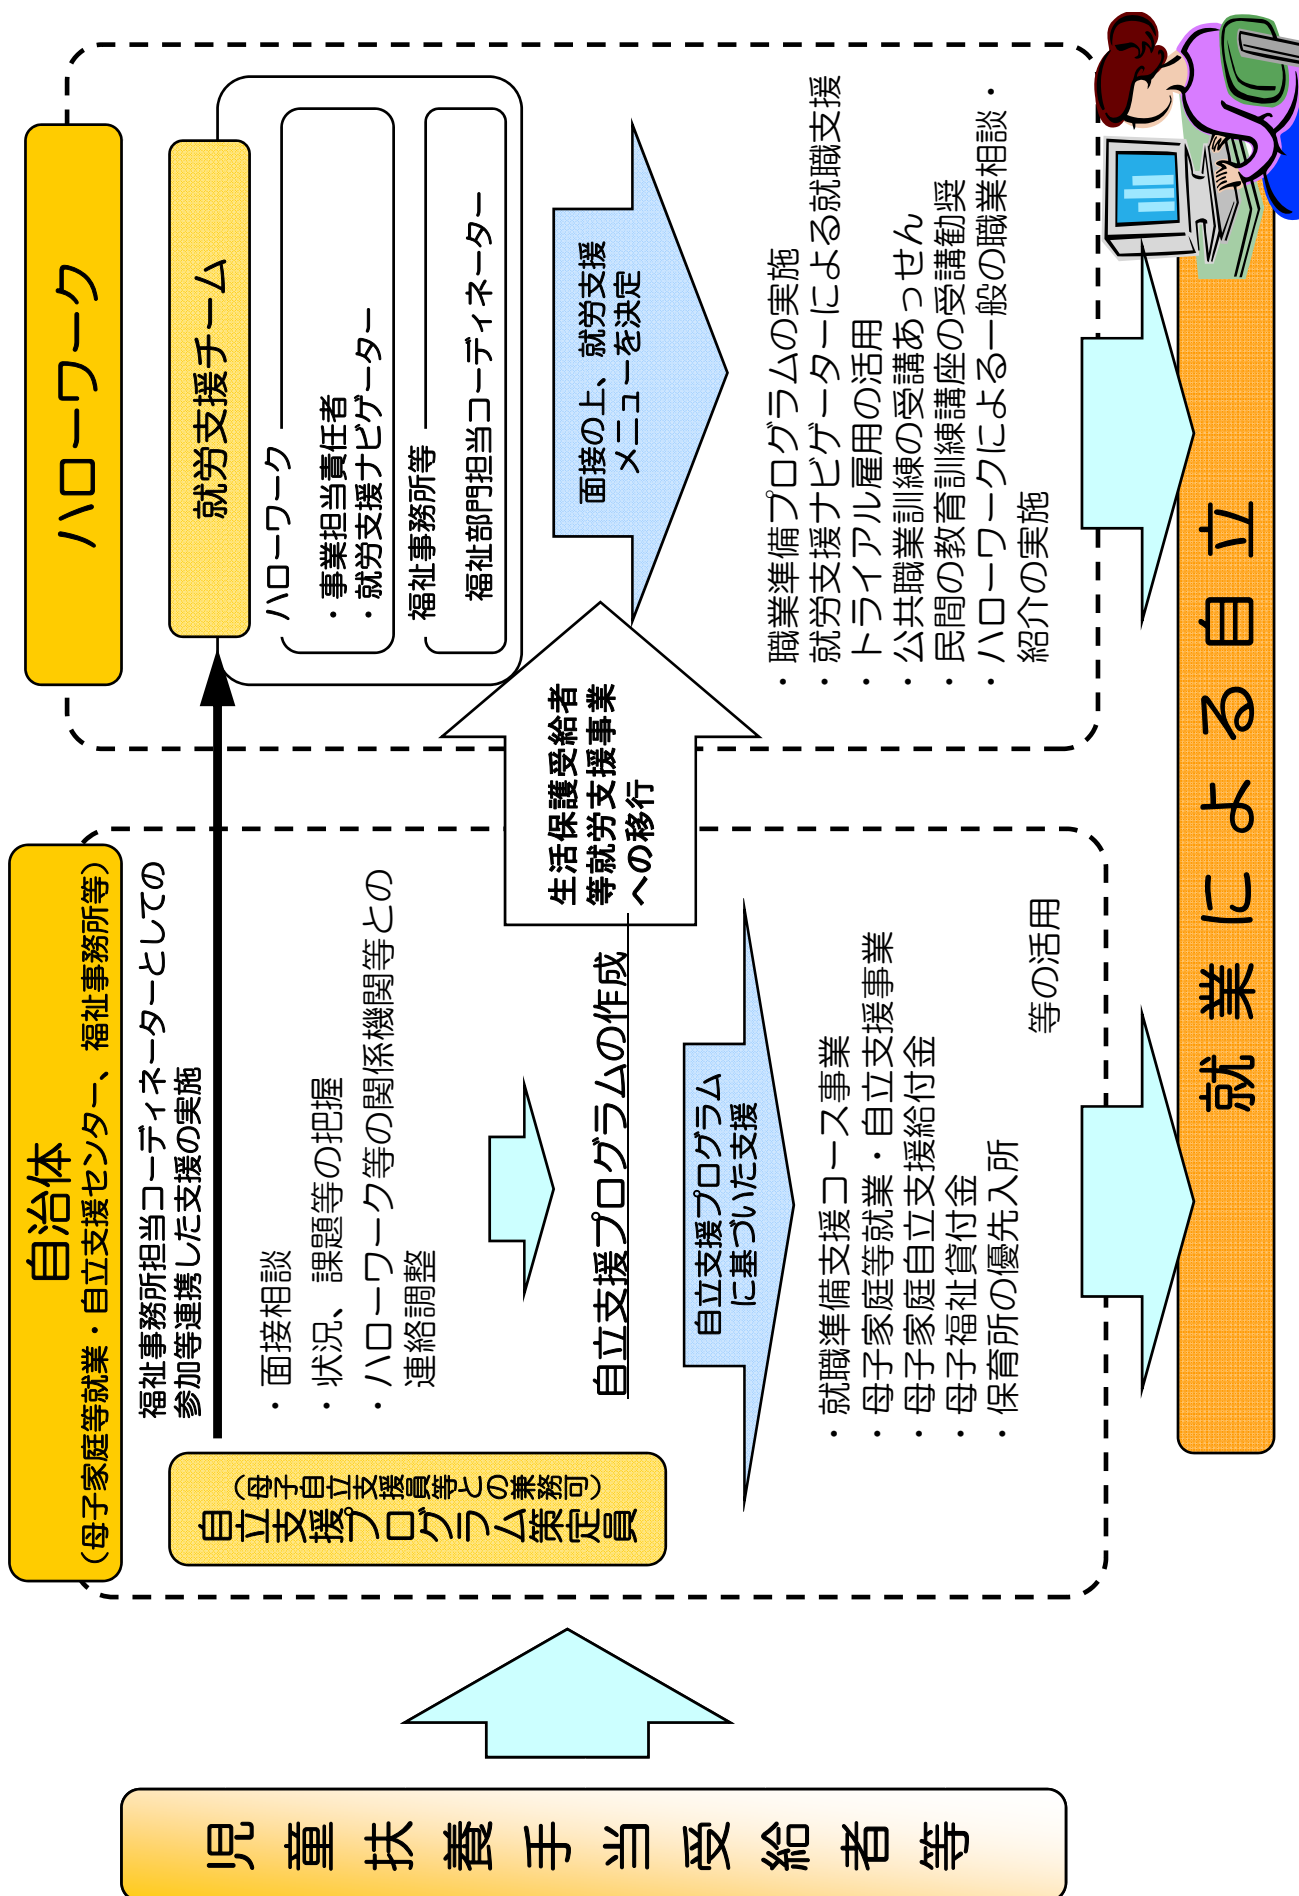 児童扶養手当受給者等
自治体
（母子家庭等就業・自立支援センター、福祉事務所等）
福祉事務所担当コーディネーターとしての
参加等連携した支援の実施
（母子自立支援員等との兼務可）
自立支援プログラム策定員
・面接相談
・状況、課題等の把握
・ハローワーク等の関係機関等との
連絡調整
自立支援プログラムの作成
自立支援プログラム
に基づいた支援
・就職準備支援コース事業
・母子家庭等就業・自立支援事業
・母子家庭自立支援給付金
・母子福祉貸付金
・保育所の優先入所
等の活用
生活保護受給者
等就労支援事業
への移行
ハローワーク
就労支援チーム
ハローワーク
・事業担当責任者
・就労支援ナビゲーター
福祉事務所等
福祉部門担当コーディネーター
面接の上、就労支援
メニューを決定
・職業準備プログラムの実施
・就労支援ナビゲーターによる就職支援
・トライアル雇用の活用
・公共職業訓練の受講あっせん
・民間の教育訓練講座の受講勧奨
・ハローワークによる一般の職業相談・
紹介の実施
就業による自立